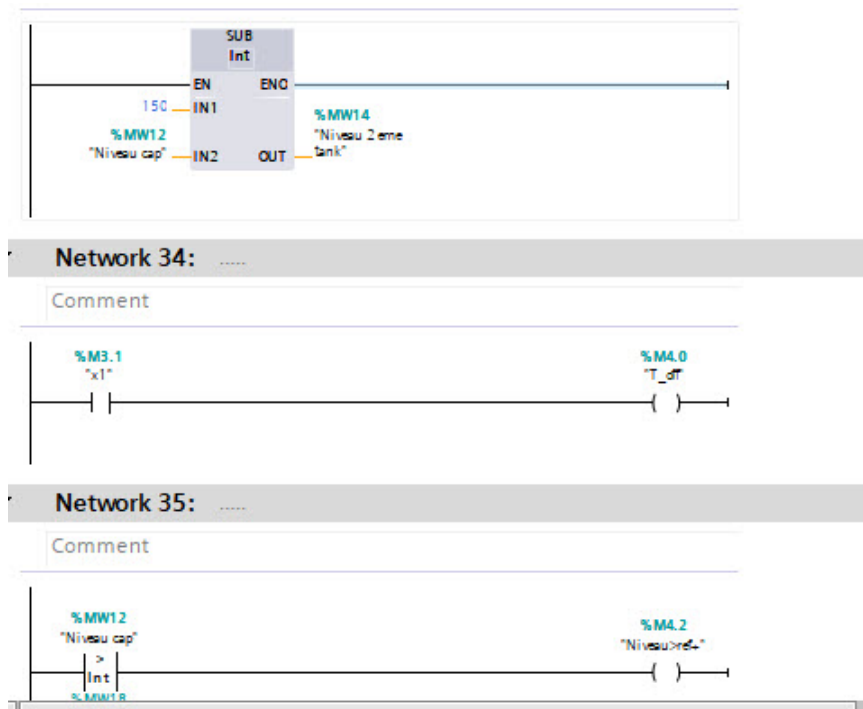 SUB
Int
EN ENO
150 IN1
%MW14
%MW12
"Niveau 2 eme
"Niveau cap" IN2 OUT tank"
Network 34: .....
Comment
%M3.1 %M4.0
"x1" "T_off"
Network 35: .....
Comment
%MW12
%M4.2
"Niveau cap"
"Niveau>ref+"
>
Int
%MW18